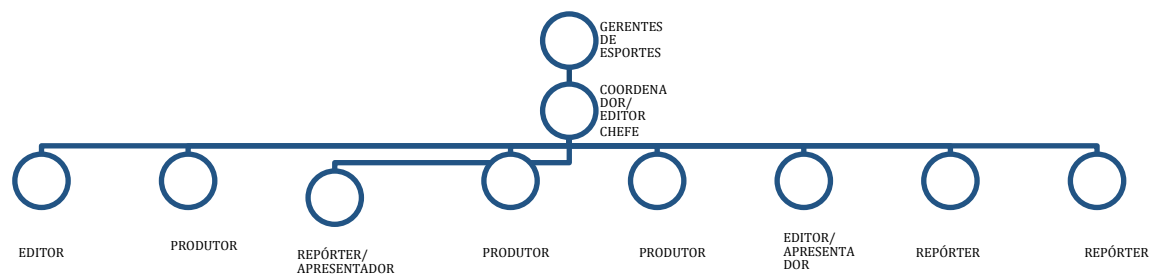 GERENTES
DE
ESPORTES
COORDENA
DOR/
EDITOR
CHEFE
EDITOR
PRODUTOR
REPÓRTER/
APRESENTADOR
PRODUTOR
PRODUTOR
EDITOR/
APRESENTA
DOR
REPÓRTER
REPÓRTER